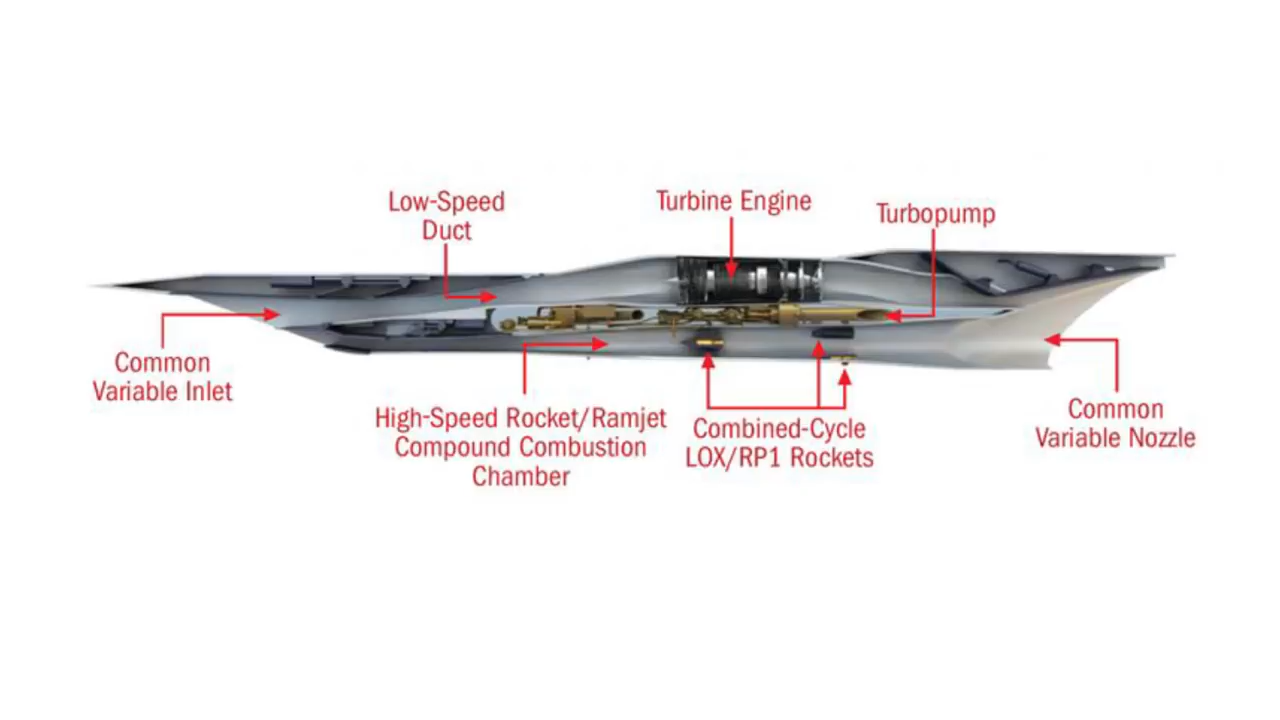 Low-Speed
Duct
Turbine Engine
Turbopump
Common
Variable Inlet
High-Speed Rocket/Ramjet
Compound Combustion
Chamber
Combined-Cycle
LOX/RP1 Rockets
Common
Variable Nozzle